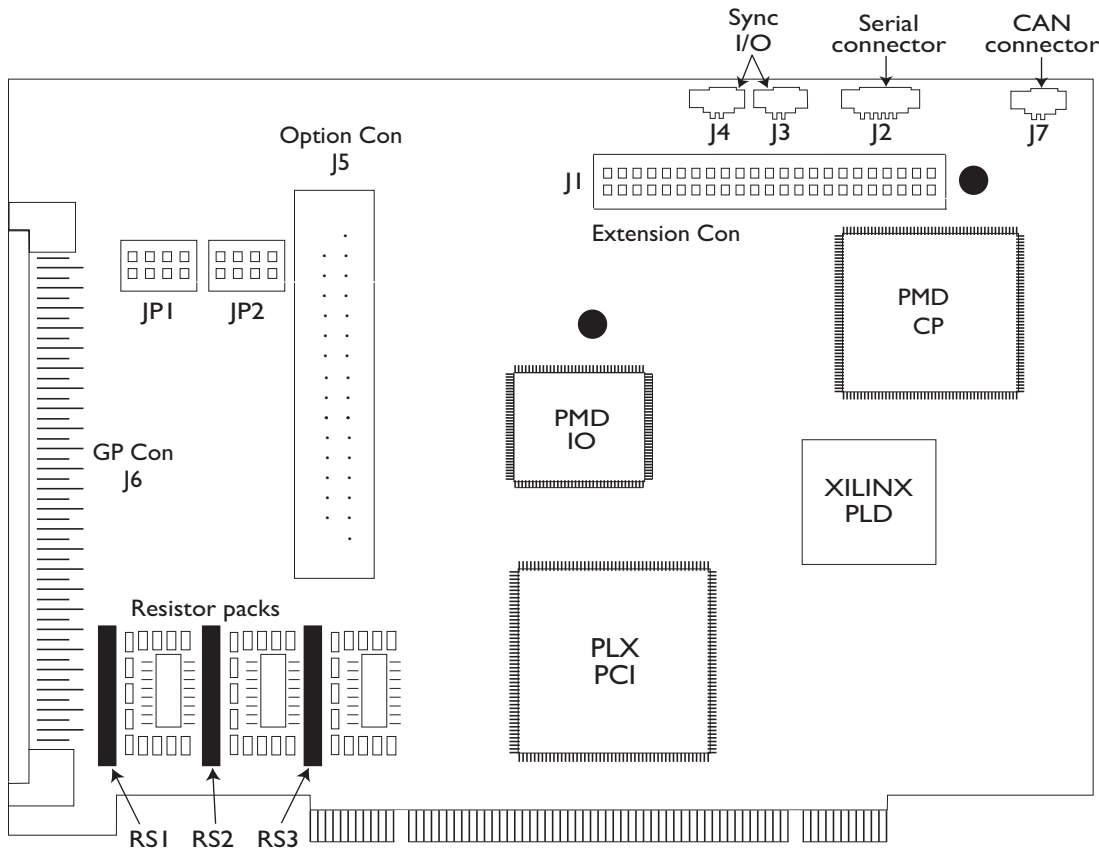 Sync
I/O
Serial
connector
CAN
connector
J4
J3
J2
J7
Option Con
J5
J1
Extension Con
JP1
JP2
PMD
CP
PMD
IO
GP Con
J6
XILINX
PLD
Resistor packs
PLX
PCI
RS1
RS2
RS3